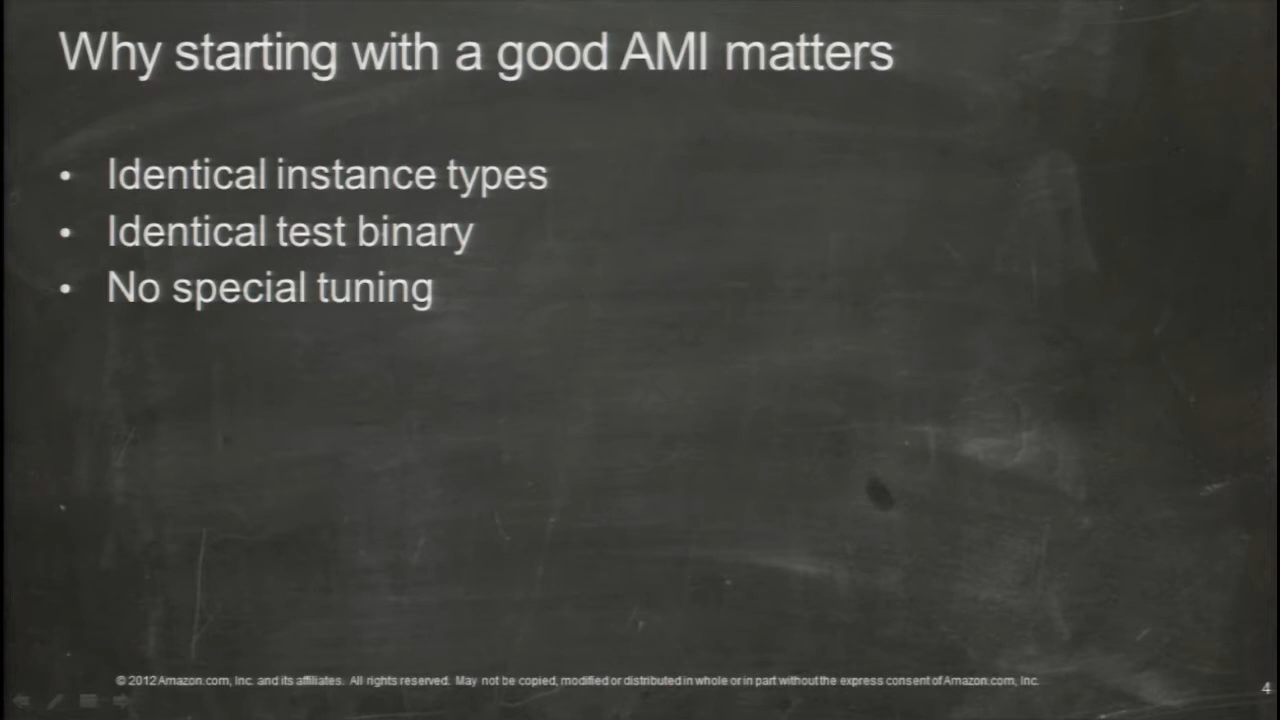 Why starting with a good AMI matters
• Identical instance types
• Identical test binary
• No special tuning
© 2012 Amazon.com, Inc. and its affiliates. All rights reserved. May not be copied, modified or distributed in whole or in part without the express consent of Amazon.com, Inc.
4